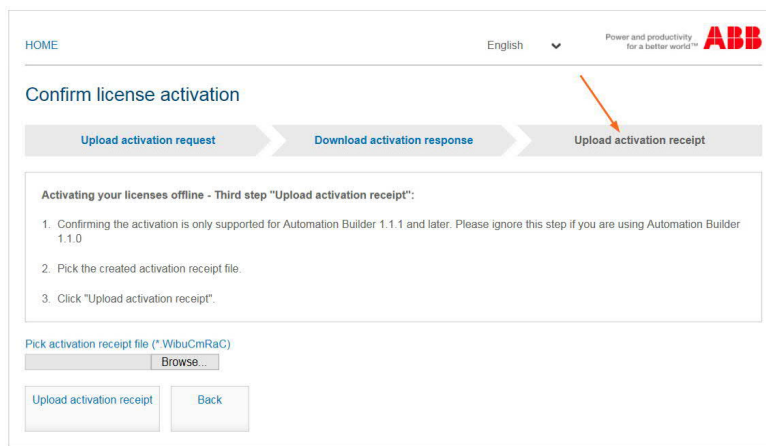 HOME
English
Power and productivity
for a better world™
ABB
Confirm license activation
Upload activation request
Download activation response
Upload activation receipt
Activating your licenses offline - Third step "Upload activation receipt":
1. Confirming the activation is only supported for Automation Builder 1.1.1 and later. Please ignore this step if you are using Automation Builder
1.1.0
2. Pick the created activation receipt file.
3. Click "Upload activation receipt".
Pick activation receipt file (*.WibuCmRaC)
Browse...
Upload activation receipt
Back